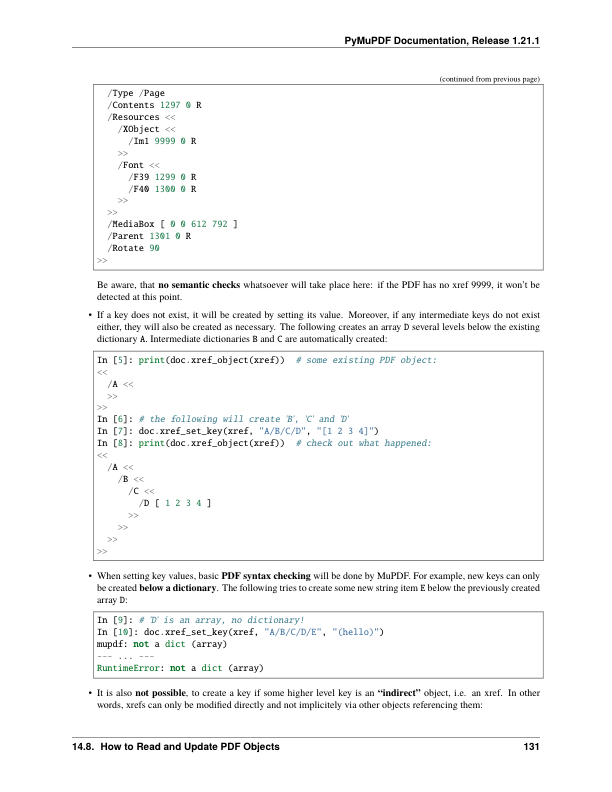 PyMuPDF Documentation, Release 1.21.1
(continued from previous page)
/Type /Page
/Contents 1297 0 R
/Resources <<
/XObject <<
/Im1 9999 0 R
>>
/Font <<
/F39 1299 0 R
/F40 1300 0 R
>>
>>
/MediaBox [ 0 0 612 792 ]
/Parent 1301 0 R
/Rotate 90
>>
Be aware, that no semantic checks whatsoever will take place here: if the PDF has no xref 9999, it won't be
detected at this point.
• If a key does not exist, it will be created by setting its value. Moreover, if any intermediate keys do not exist
either, they will also be created as necessary. The following creates an array D several levels below the existing
dictionary A. Intermediate dictionaries B and C are automatically created:
In [5]: print(doc.xref_object(xref))  # some existing PDF object:
<<
/A <<
>>
>>
In [6]: # the following will create 'B', 'C' and 'D'
In [7]: doc.xref_set_key(xref, "A/B/C/D", "[1 2 3 4]")
In [8]: print(doc.xref_object(xref))  # check out what happened:
<<
/A <<
/B <<
/C <<
/D [ 1 2 3 4 ]
>>
>>
>>
>>
• When setting key values, basic PDF syntax checking will be done by MuPDF. For example, new keys can only
be created below a dictionary. The following tries to create some new string item E below the previously created
array D:
In [9]: # 'D' is an array, no dictionary!
In [10]: doc.xref_set_key(xref, "A/B/C/D/E", "(hello)")
mupdf: not a dict (array)
--- ... ---
RuntimeError: not a dict (array)
• It is also not possible, to create a key if some higher level key is an “indirect” object, i.e. an xref. In other
words, xrefs can only be modified directly and not implicitly via other objects referencing them:
14.8. How to Read and Update PDF Objects
131